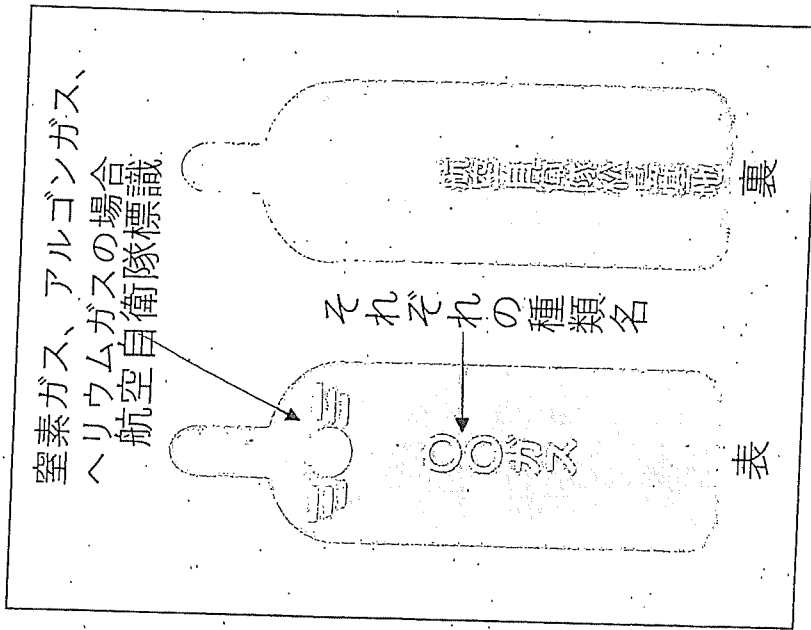 窒素ガス、アルゴンガス、
ヘリウムガスの場合
航空自衛隊標識
それぞれの種類名
○○ガス
表
裏